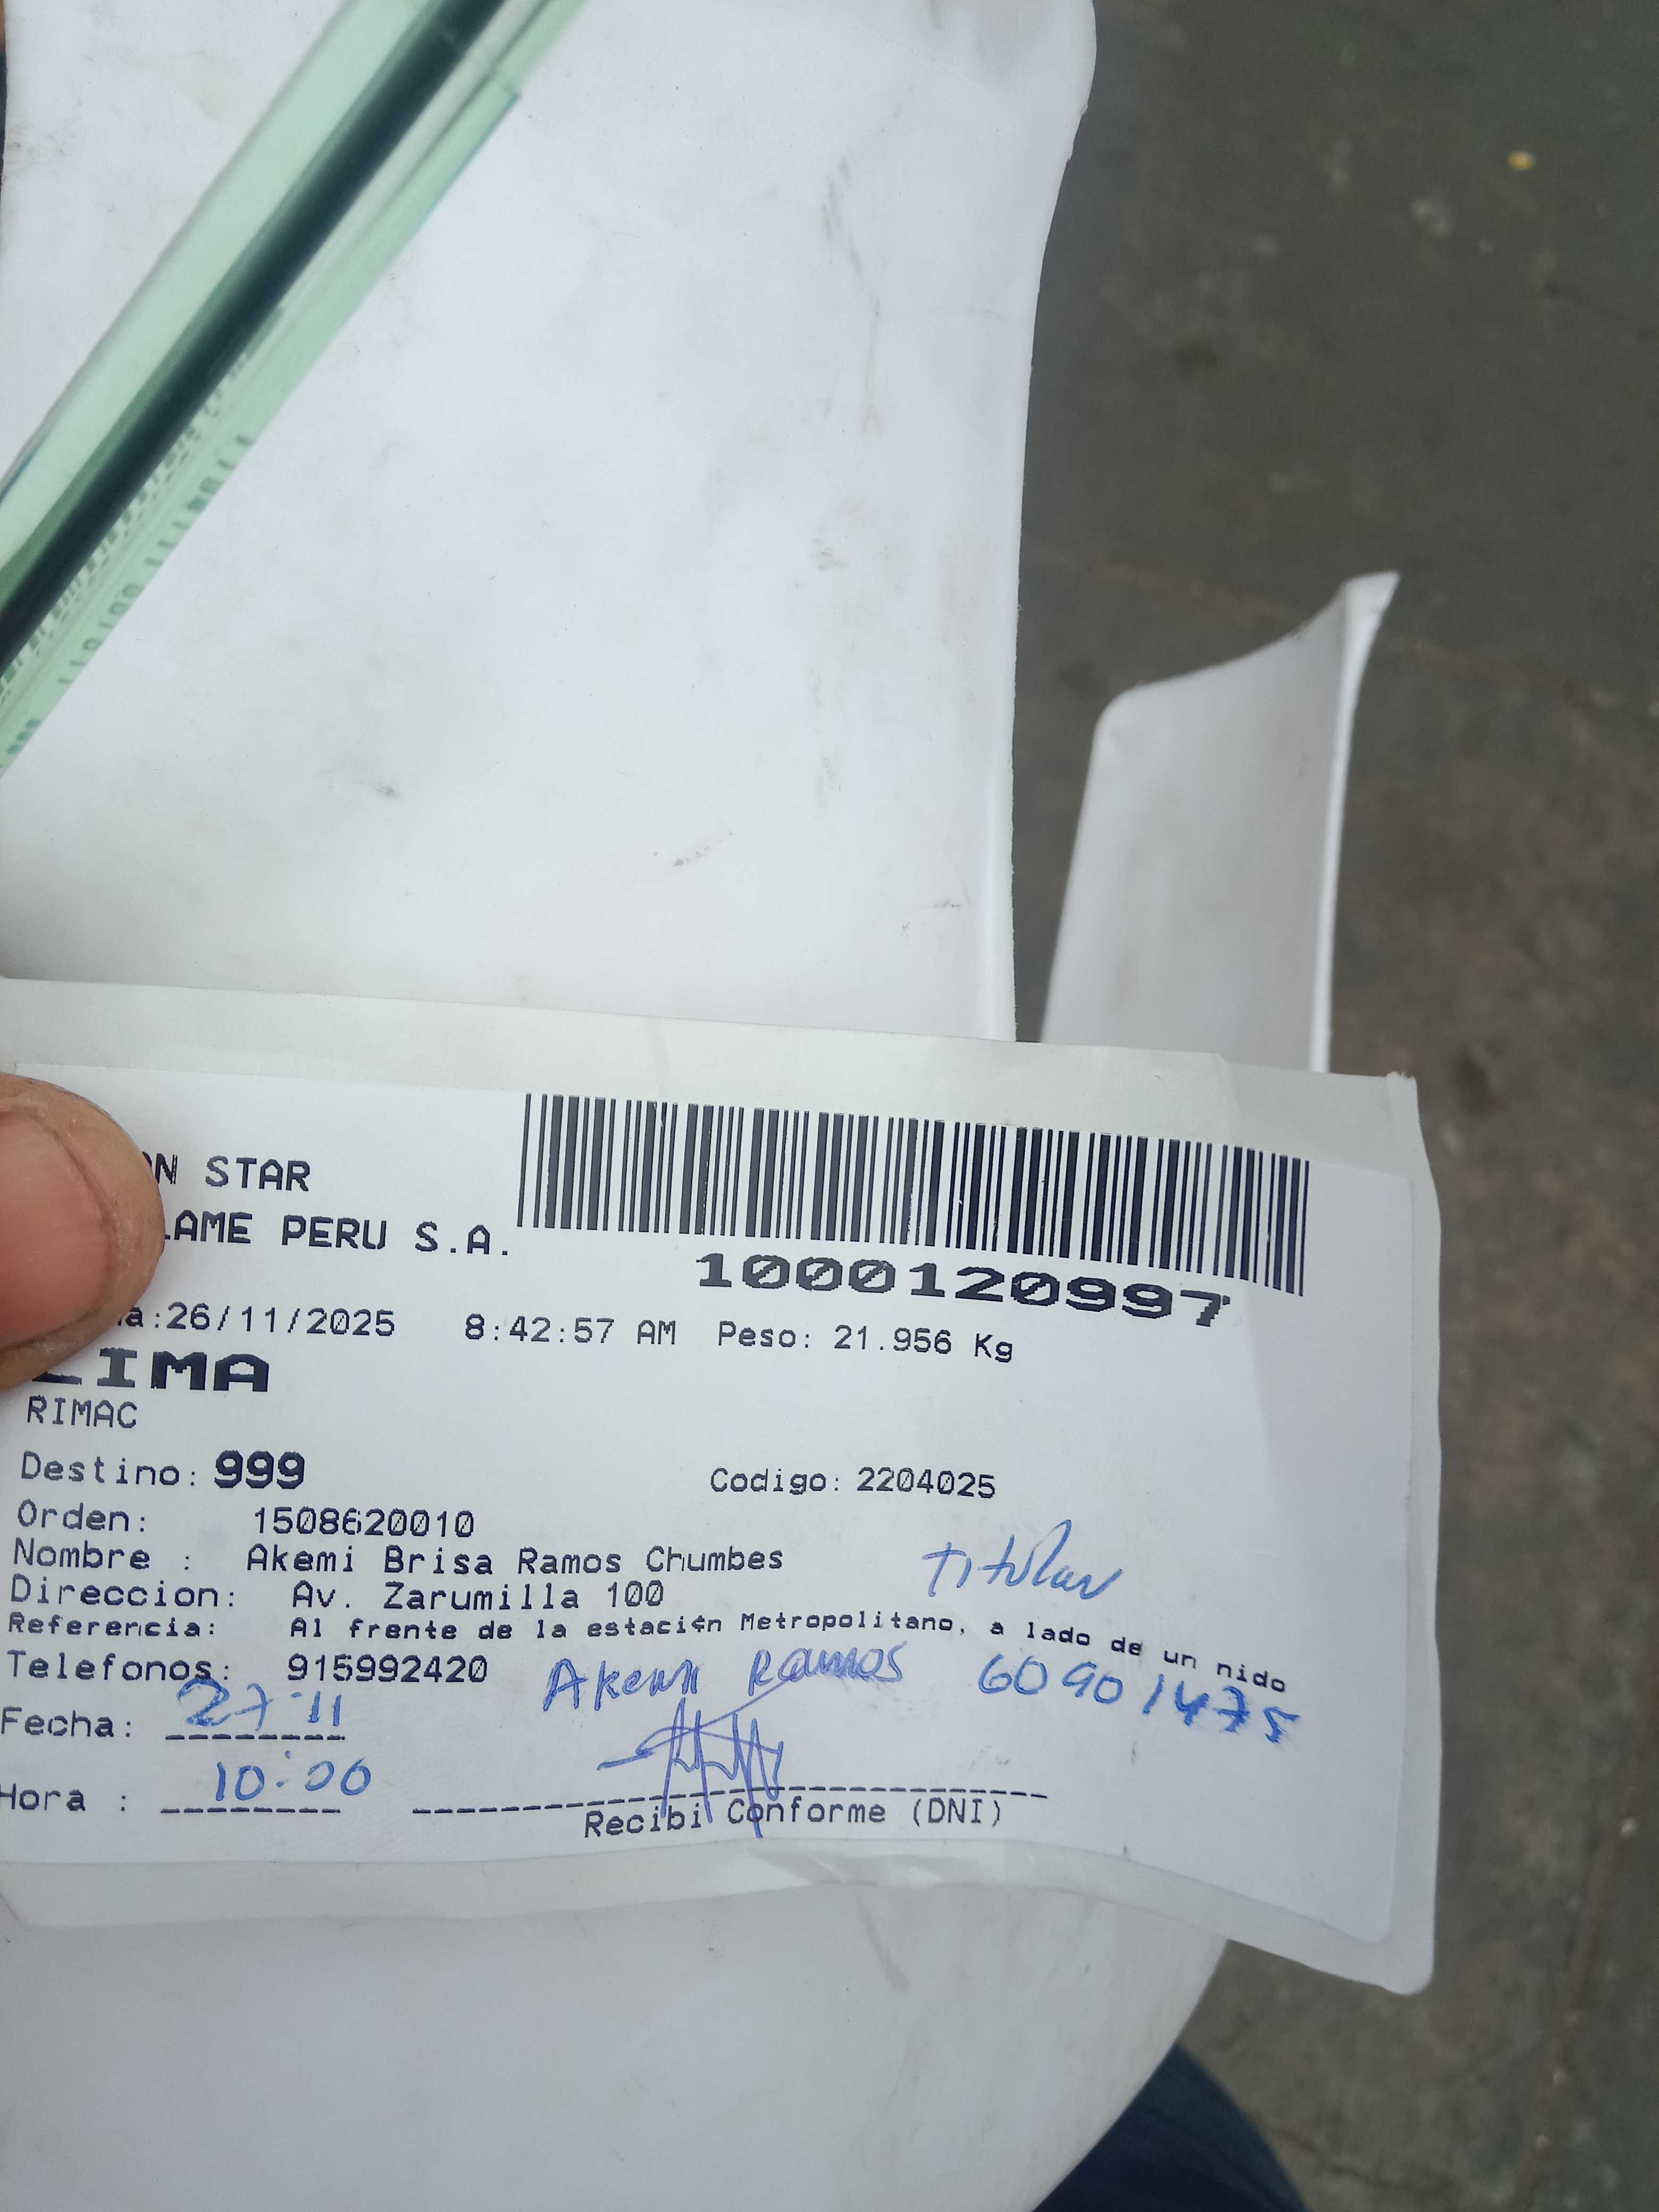 STAR
PERU S.A.
1000120997
26/11/2025 8:42:57 AM Peso: 21.956 Kg
LIMA
RIMAC
Destino: 999 Codigo: 2204025
Orden: 1508620010
Nombre : Akemi Brisa Ramos Chumbes
Titular
Direccion: Av. Zarumilla 100
Referencia: Al frente de la estación Metropolitano, a lado de un nido
Telefonos: 915992420
Akemi Ramos 60901475
Fecha: 27-11
Hora : 10:00
Recibi Conforme (DNI)